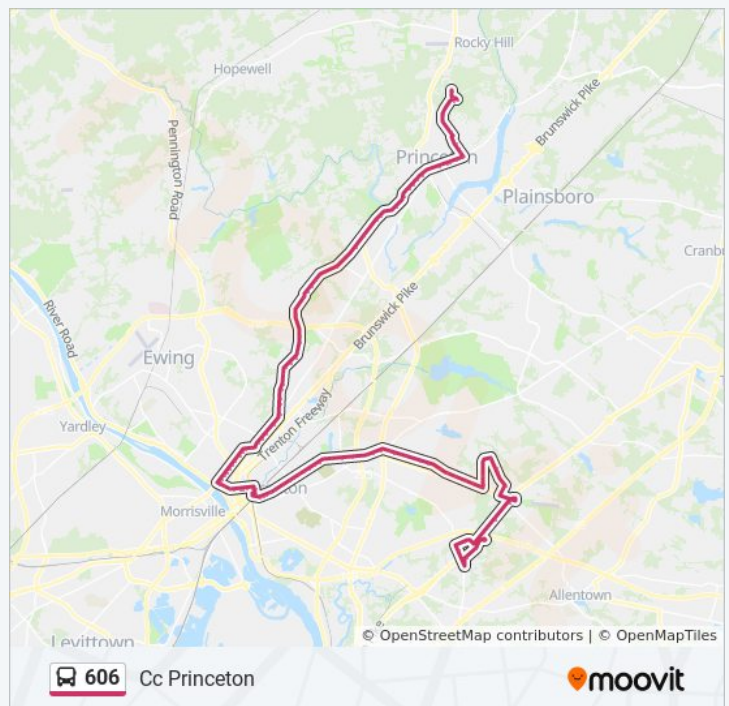 Rocky Hill
Hopewell
Brunswick Pike
Pennington Road
Princeton
Plainsboro
River Road
Brunswick Pike
Ewing
Trenton Freeway
Yardley
Morrisville
Allentown
Levittown
© OpenStreetMap contributors | © OpenMapTiles
606 Cc Princeton
moovit